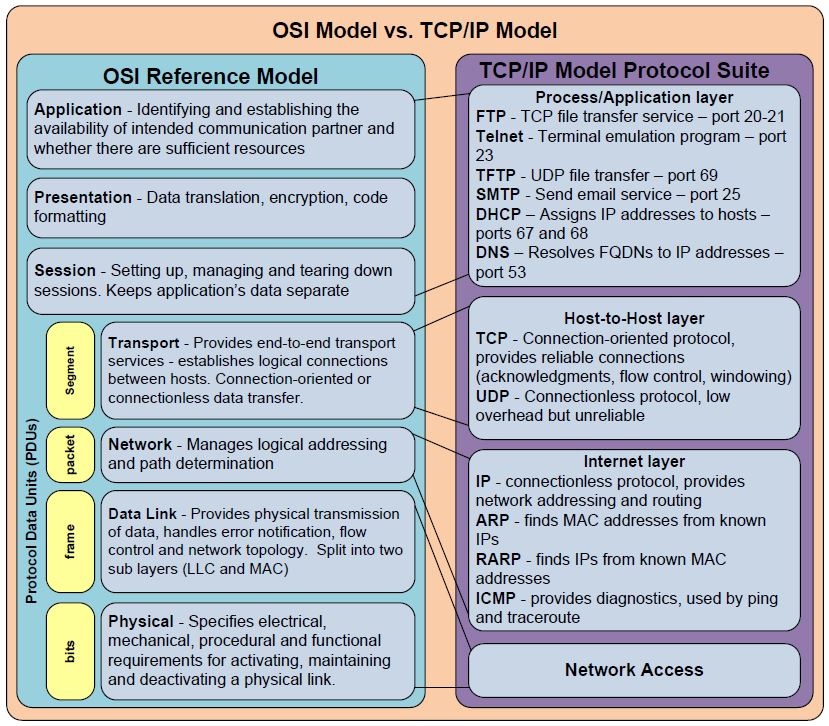 OSI Model vs. TCP/IP Model
OSI Reference Model
Application - Identifying and establishing the
availability of intended communication partner and
whether there are sufficient resources
Presentation - Data translation, encryption, code
formatting
Session - Setting up, managing and tearing down
sessions. Keeps application's data separate
Protocol Data Units (PDUs)
Segment
Transport - Provides end-to-end transport
services - establishes logical connections
between hosts. Connection-oriented or
connectionless data transfer.
packet
Network - Manages logical addressing
and path determination
frame
Data Link - Provides physical transmission
of data, handles error notification, flow
control and network topology. Split into two
sub layers (LLC and MAC)
bits
Physical - Specifies electrical,
mechanical, procedural and functional
requirements for activating, maintaining
and deactivating a physical link.
TCP/IP Model Protocol Suite
Process/Application layer
FTP - TCP file transfer service – port 20-21
Telnet - Terminal emulation program – port
23
TFTP - UDP file transfer – port 69
SMTP - Send email service – port 25
DHCP – Assigns IP addresses to hosts –
ports 67 and 68
DNS – Resolves FQDNs to IP addresses –
port 53
Host-to-Host layer
TCP - Connection-oriented protocol,
provides reliable connections
(acknowledgments, flow control, windowing)
UDP - Connectionless protocol, low
overhead but unreliable
Internet layer
IP - connectionless protocol, provides
network addressing and routing
ARP - finds MAC addresses from known
IPs
RARP - finds IPs from known MAC
addresses
ICMP - provides diagnostics, used by ping
and traceroute
Network Access